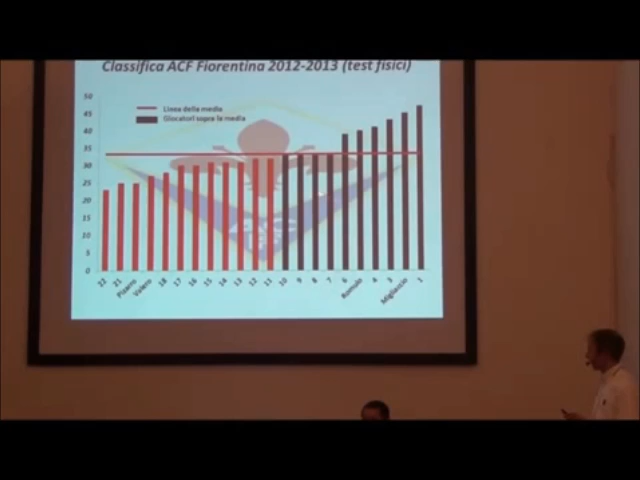 Classifica ACF Fiorentina 2012-2013 (test fisici)
Linea della media
Giocatori sopra la media
50
45
40
35
30
25
20
15
10
5
0
22 21 Pizarro Valero 18 17 16 15 14 13 12 11 10 9 8 7 6 Romulo 4 3 Migliaccio 1